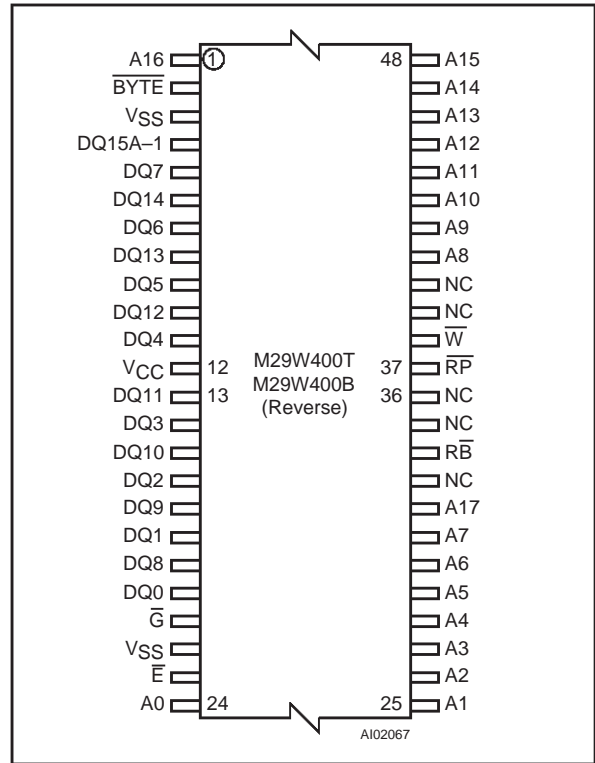 A16 1 48 A15
B̅Y̅T̅E̅ A14
VSS A13
DQ15A–1 A12
DQ7 A11
DQ14 A10
DQ6 A9
DQ13 A8
DQ5 NC
DQ12 NC
DQ4 W̅
VCC 12 M29W400T 37 R̅P̅
DQ11 13 M29W400B 36 NC
(Reverse)
DQ3 NC
DQ10 RB̅
DQ2 NC
DQ9 A17
DQ1 A7
DQ8 A6
DQ0 A5
G̅ A4
VSS A3
E̅ A2
A0 24 25 A1
AI02067